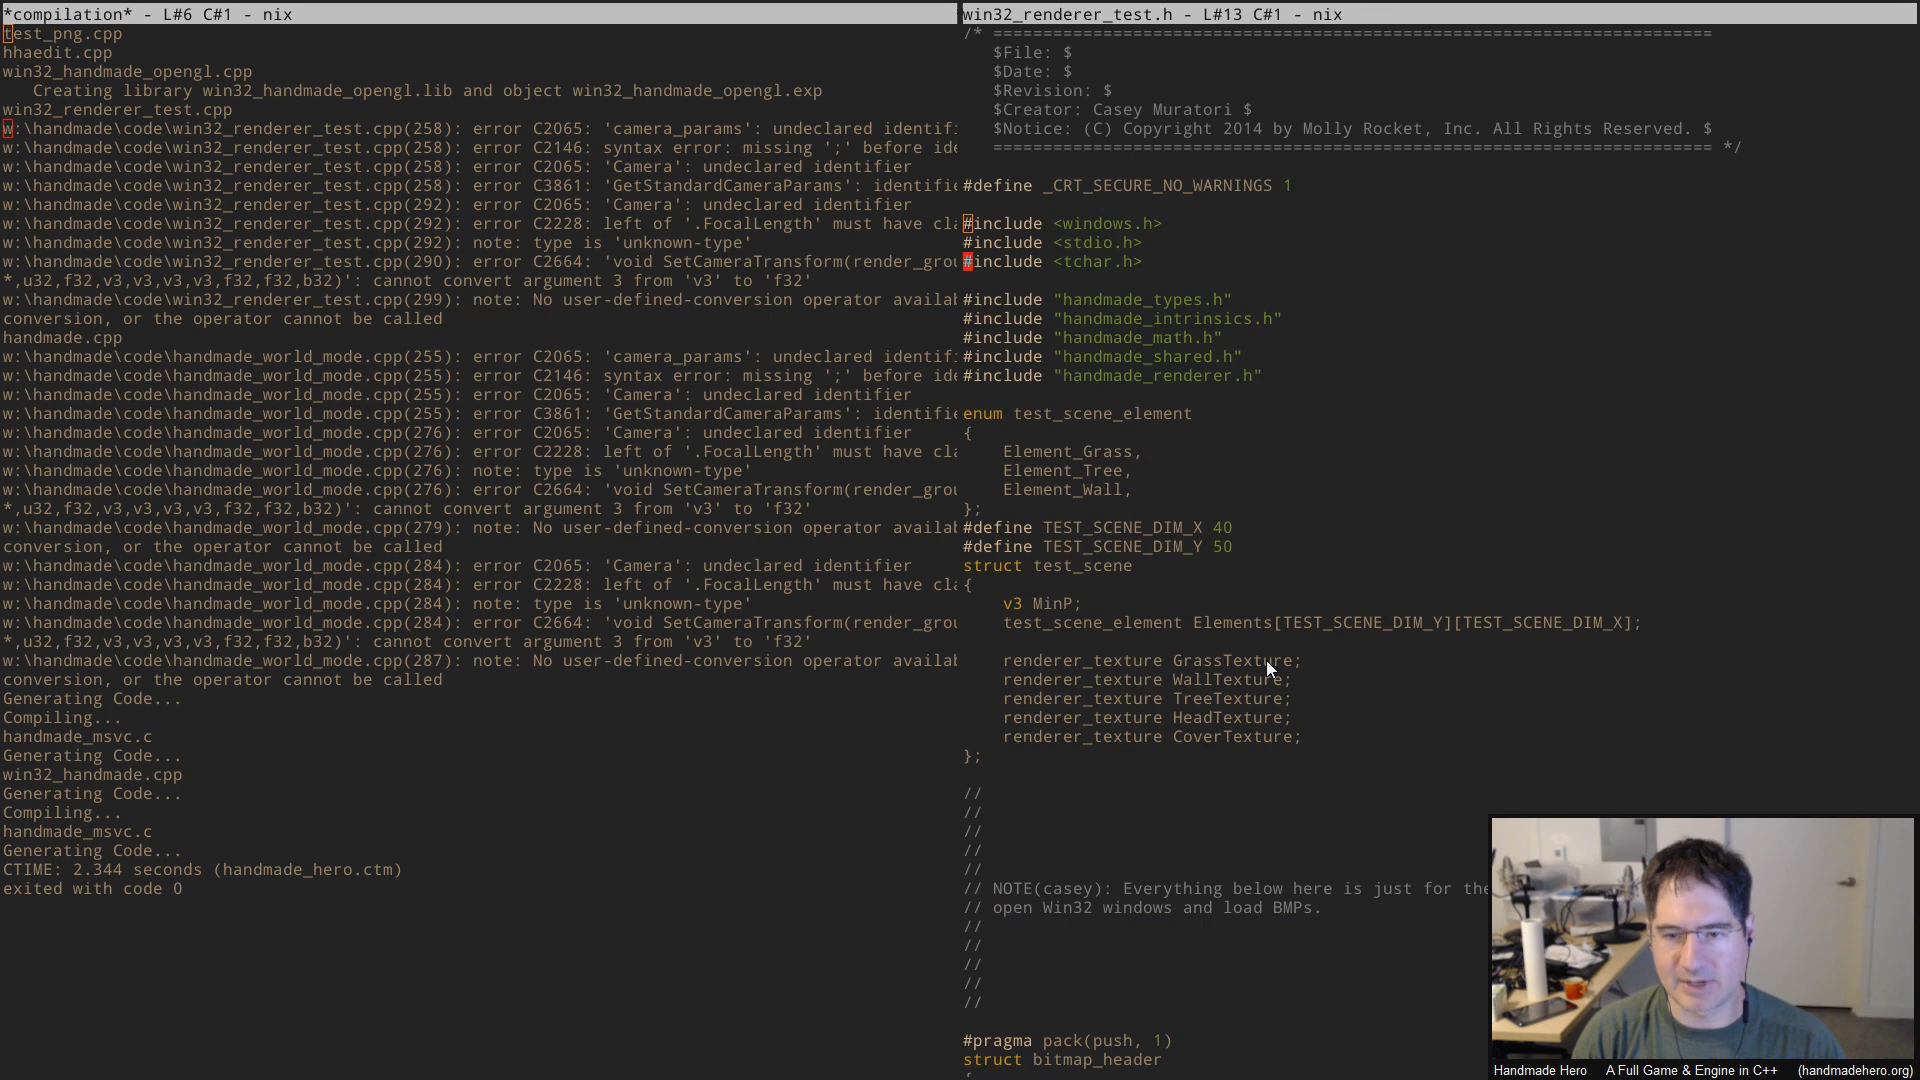 *compilation* - L#6 C#1 - nix
test_png.cpp
hhaedit.cpp
win32_handmade_opengl.cpp
   Creating library win32_handmade_opengl.lib and object win32_handmade_opengl.exp
win32_renderer_test.cpp
w:\handmade\code\win32_renderer_test.cpp(258): error C2065: 'camera_params': undeclared identifi
w:\handmade\code\win32_renderer_test.cpp(258): error C2146: syntax error: missing ';' before ide
w:\handmade\code\win32_renderer_test.cpp(258): error C2065: 'Camera': undeclared identifier
w:\handmade\code\win32_renderer_test.cpp(258): error C3861: 'GetStandardCameraParams': identifie
w:\handmade\code\win32_renderer_test.cpp(292): error C2065: 'Camera': undeclared identifier
w:\handmade\code\win32_renderer_test.cpp(292): error C2228: left of '.FocalLength' must have cla
w:\handmade\code\win32_renderer_test.cpp(292): note: type is 'unknown-type'
w:\handmade\code\win32_renderer_test.cpp(290): error C2664: 'void SetCameraTransform(render_grou
*,u32,f32,v3,v3,v3,v3,f32,f32,b32)': cannot convert argument 3 from 'v3' to 'f32'
w:\handmade\code\win32_renderer_test.cpp(299): note: No user-defined-conversion operator availab
conversion, or the operator cannot be called
handmade.cpp
w:\handmade\code\handmade_world_mode.cpp(255): error C2065: 'camera_params': undeclared identifi
w:\handmade\code\handmade_world_mode.cpp(255): error C2146: syntax error: missing ';' before ide
w:\handmade\code\handmade_world_mode.cpp(255): error C2065: 'Camera': undeclared identifier
w:\handmade\code\handmade_world_mode.cpp(255): error C3861: 'GetStandardCameraParams': identifie
w:\handmade\code\handmade_world_mode.cpp(276): error C2065: 'Camera': undeclared identifier
w:\handmade\code\handmade_world_mode.cpp(276): error C2228: left of '.FocalLength' must have cla
w:\handmade\code\handmade_world_mode.cpp(276): note: type is 'unknown-type'
w:\handmade\code\handmade_world_mode.cpp(276): error C2664: 'void SetCameraTransform(render_grou
*,u32,f32,v3,v3,v3,v3,f32,f32,b32)': cannot convert argument 3 from 'v3' to 'f32'
w:\handmade\code\handmade_world_mode.cpp(279): note: No user-defined-conversion operator availab
conversion, or the operator cannot be called
w:\handmade\code\handmade_world_mode.cpp(284): error C2065: 'Camera': undeclared identifier
w:\handmade\code\handmade_world_mode.cpp(284): error C2228: left of '.FocalLength' must have cla
w:\handmade\code\handmade_world_mode.cpp(284): note: type is 'unknown-type'
w:\handmade\code\handmade_world_mode.cpp(284): error C2664: 'void SetCameraTransform(render_grou
*,u32,f32,v3,v3,v3,v3,f32,f32,b32)': cannot convert argument 3 from 'v3' to 'f32'
w:\handmade\code\handmade_world_mode.cpp(287): note: No user-defined-conversion operator availab
conversion, or the operator cannot be called
Generating Code...
Compiling...
handmade_msvc.c
Generating Code...
win32_handmade.cpp
Generating Code...
Compiling...
handmade_msvc.c
Generating Code...
CTIME: 2.344 seconds (handmade_hero.ctm)
exited with code 0
win32_renderer_test.h - L#13 C#1 - nix
/* ========================================================================
   $File: $
   $Date: $
   $Revision: $
   $Creator: Casey Muratori $
   $Notice: (C) Copyright 2014 by Molly Rocket, Inc. All Rights Reserved. $
   ======================================================================== */
#define _CRT_SECURE_NO_WARNINGS 1
#include <windows.h>
#include <stdio.h>
#include <tchar.h>
#include "handmade_types.h"
#include "handmade_intrinsics.h"
#include "handmade_math.h"
#include "handmade_shared.h"
#include "handmade_renderer.h"
enum test_scene_element
{
    Element_Grass,
    Element_Tree,
    Element_Wall,
};
#define TEST_SCENE_DIM_X 40
#define TEST_SCENE_DIM_Y 50
struct test_scene
{
    v3 MinP;
    test_scene_element Elements[TEST_SCENE_DIM_Y][TEST_SCENE_DIM_X];
    renderer_texture GrassTexture;
    renderer_texture WallTexture;
    renderer_texture TreeTexture;
    renderer_texture HeadTexture;
    renderer_texture CoverTexture;
};
//
//
//
//
//
// NOTE(casey): Everything below here is just for the
// open Win32 windows and load BMPs.
//
//
//
//
//
#pragma pack(push, 1)
struct bitmap_header
{
Handmade Hero   A Full Game & Engine in C++   (handmadehero.org)